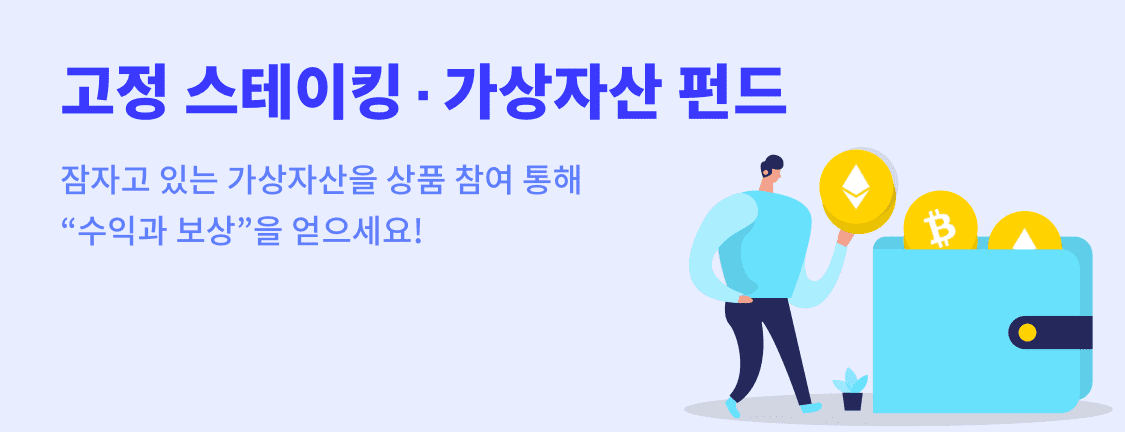 고정 스테이킹 · 가상자산 펀드
잠자고 있는 가상자산을 상품 참여 통해
“수익과 보상”을 얻으세요!